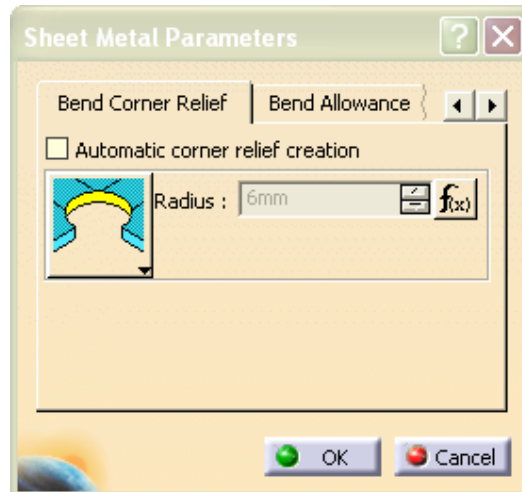 Sheet Metal Parameters ? X
Bend Corner Relief Bend Allowance
Automatic corner relief creation
Radius : 6mm f(x)
OK Cancel